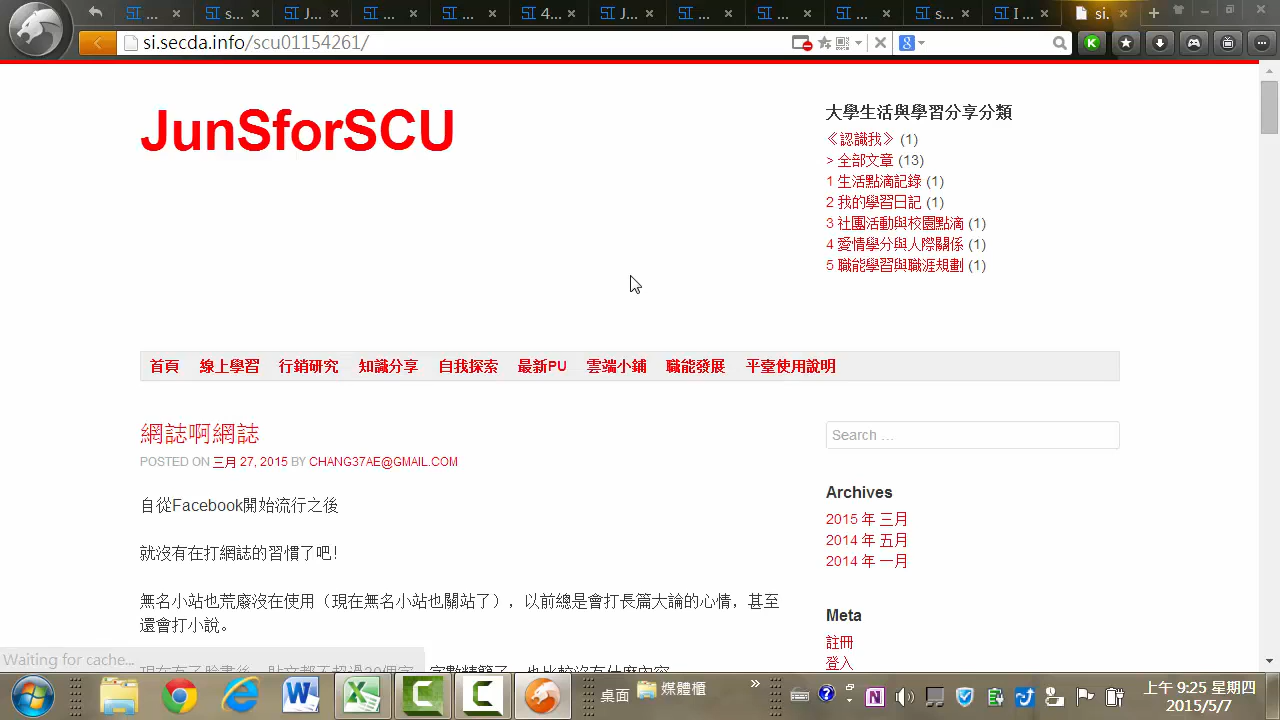 s...
J...
4...
J...
s...
I ...
si.
si.secda.info/scu01154261/
JunSforSCU
大學生活與學習分享分類
《認識我》 (1)
> 全部文章 (13)
1 生活點滴記錄 (1)
2 我的學習日記 (1)
3 社團活動與校園點滴 (1)
4 愛情學分與人際關係 (1)
5 職能學習與職涯規劃 (1)
首頁 線上學習 行銷研究 知識分享 自我探索 最新PU 雲端小鋪 職能發展 平臺使用說明
網誌啊網誌
POSTED ON 三月 27, 2015 BY CHANG37AE@GMAIL.COM
自從Facebook開始流行之後
就沒有在打網誌的習慣了吧!
無名小站也荒廢沒在使用（現在無名小站也關站了），以前總是會打長篇大論的心情，甚至
還會打小說。
Search …
Archives
2015 年 三月
2014 年 五月
2014 年 一月
Meta
註冊
登入
Waiting for cache...
桌面
媒體櫃
上午 9:25 星期四
2015/5/7